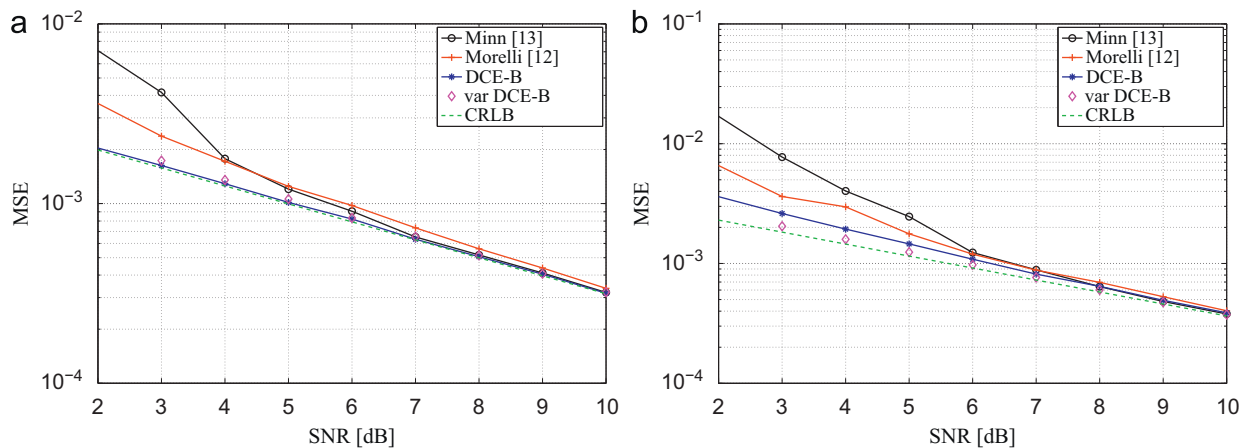 a
10−2
10−3
10−4
MSE
2 3 4 5 6 7 8 9 10
SNR [dB]
Minn [13]
Morelli [12]
DCE-B
var DCE-B
CRLB
b
10−1
10−2
10−3
10−4
MSE
2 3 4 5 6 7 8 9 10
SNR [dB]
Minn [13]
Morelli [12]
DCE-B
var DCE-B
CRLB